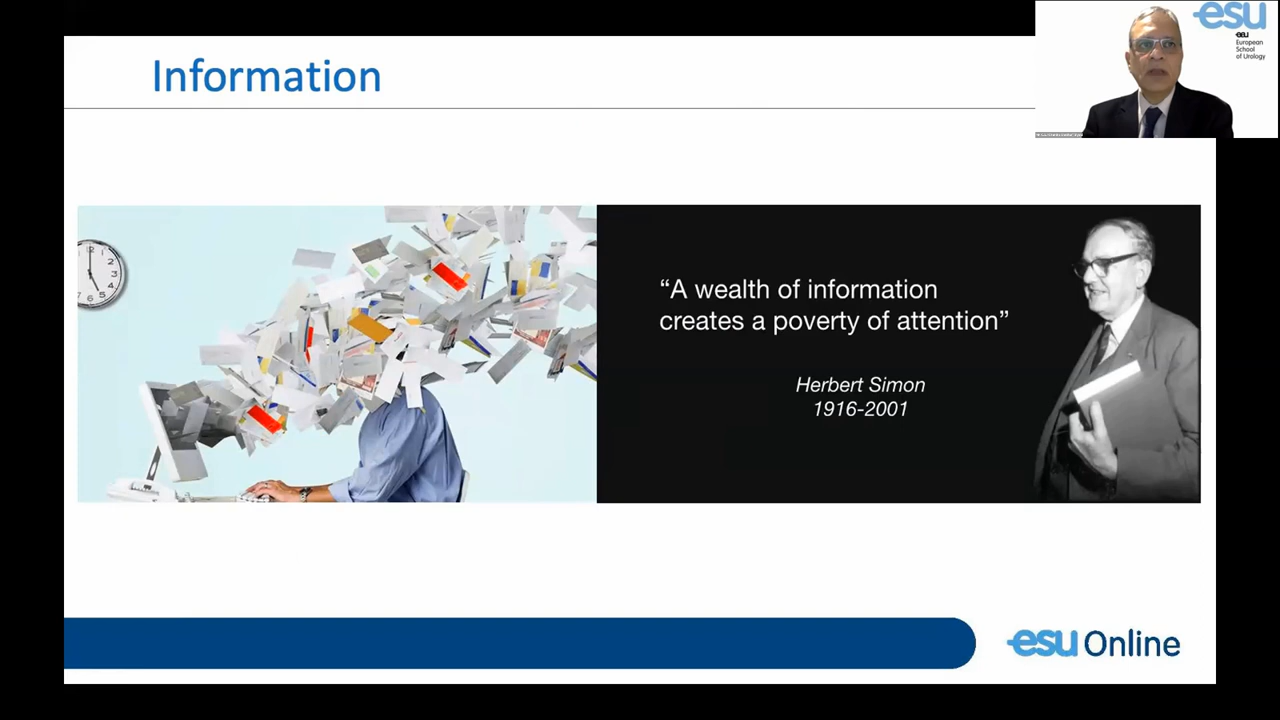 Information
esu
eau
European
School
of Urology
“A wealth of information
creates a poverty of attention”
Herbert Simon
1916-2001
esu Online